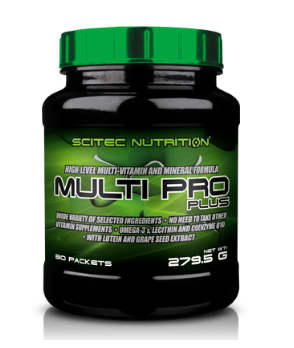 SCITEC NUTRITION
HIGH-LEVEL MULTI-VITAMIN AND MINERAL FORMULA
MULTI PRO
PLUS
WIDE VARIETY OF SELECTED INGREDIENTS • NO NEED TO TAKE OTHER
VITAMIN SUPPLEMENTS • OMEGA-3'S, LECITHIN AND COENZYME Q10
• WITH LUTEIN AND GRAPE SEED EXTRACT
NET WT.
30 PACKETS 279.5 G